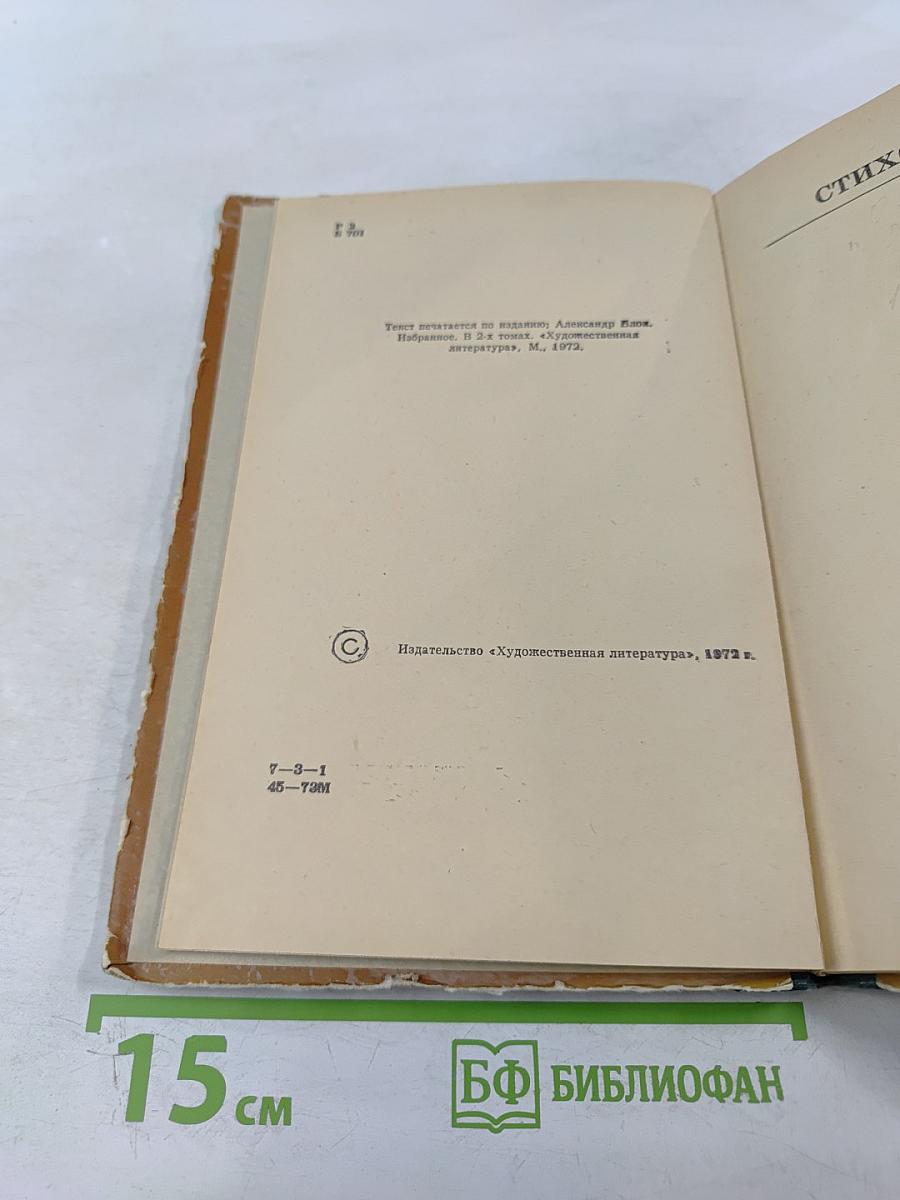 Р 2
Б 701
Текст печатается по изданию: Александр Блок.
Избранное. В 2-х томах. «Художественная
литература», М., 1972.
© Издательство «Художественная литература», 1972 г.
7—3—1
45—73М
СТИХО
15 см
БФ БИБЛИОФАН